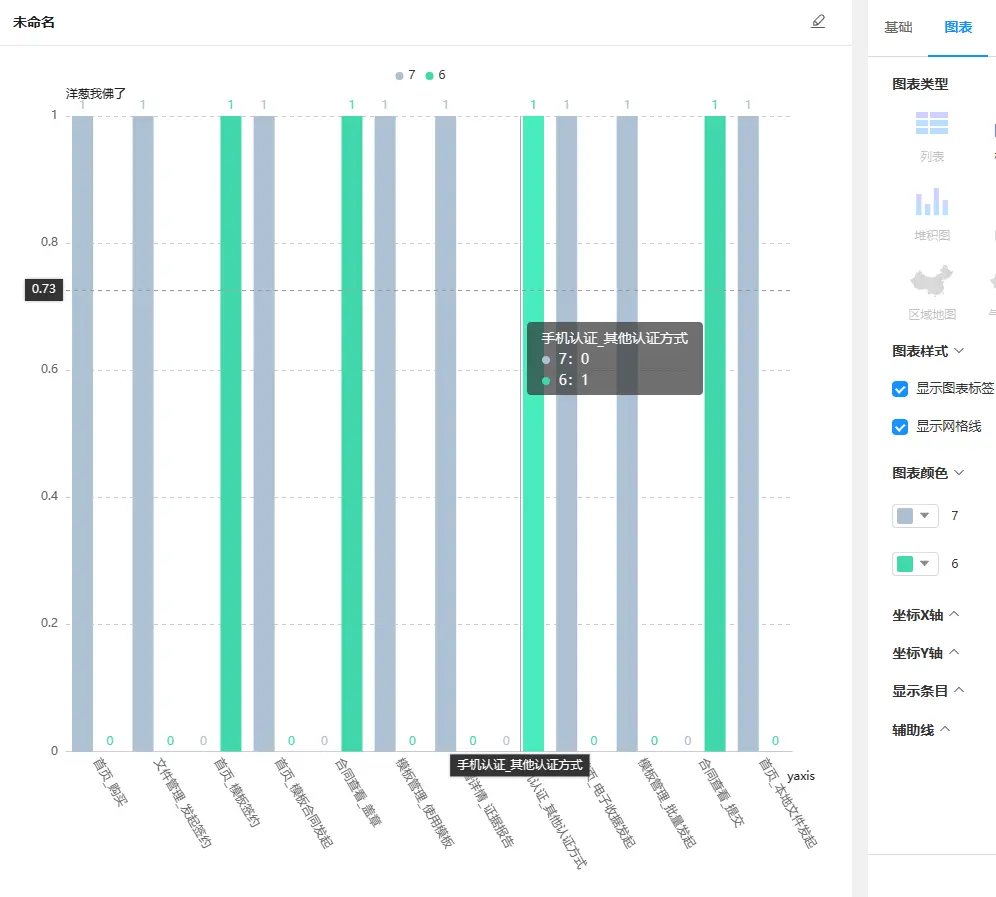 未命名
基础 图表
7 6
图表类型
洋葱我佛了
1 1 1 1 1 1 1 1 1 1 1 1
1
0.8
0.73
0.6
0.4
0.2
0
列表
堆积图
区域地图
手机认证_其他认证方式
7: 0
6: 1
图表样式
显示图表标签
显示网格线
图表颜色
7
6
坐标X轴
坐标Y轴
显示条目
辅助线
0 0 0 0 0 0 0 0 0 0 0 0
手机认证_其他认证方式
yaxis
首页_购买
文件管理_发起签约
首页_模板签约
首页_模板合同发起
合同查看_盖章
模板管理_使用模板
详情_证据报告
认证_其他认证方式
页_电子收据发起
模板管理_批量发起
合同查看_提交
首页_本地文件发起